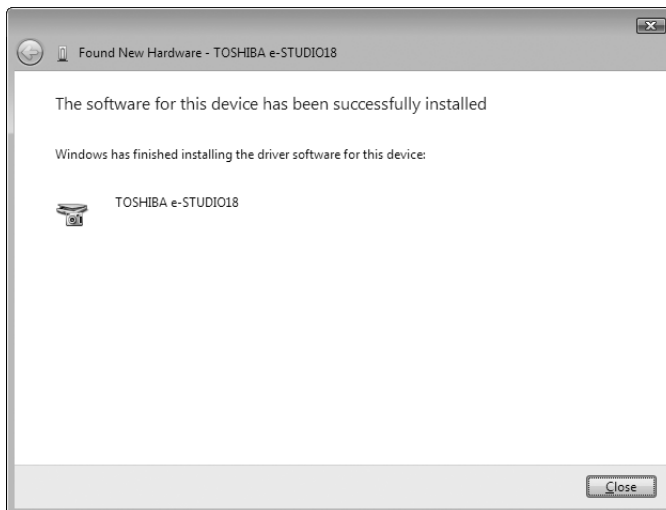 Found New Hardware - TOSHIBA e-STUDIO18
The software for this device has been successfully installed
Windows has finished installing the driver software for this device:
TOSHIBA e-STUDIO18
Close